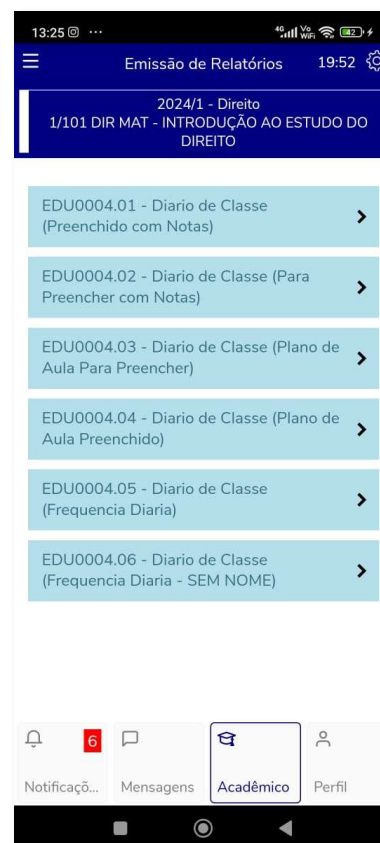 13:25 ...
4G Vo WiFi 42
Emissão de Relatórios 19:52
2024/1 - Direito
1/101 DIR MAT - INTRODUÇÃO AO ESTUDO DO
DIREITO
EDU0004.01 - Diario de Classe
(Preenchido com Notas)
EDU0004.02 - Diario de Classe (Para
Preencher com Notas)
EDU0004.03 - Diario de Classe (Plano de
Aula Para Preencher)
EDU0004.04 - Diario de Classe (Plano de
Aula Preenchido)
EDU0004.05 - Diario de Classe
(Frequencia Diaria)
EDU0004.06 - Diario de Classe
(Frequencia Diaria - SEM NOME)
6
Notificaçõ... Mensagens Acadêmico Perfil